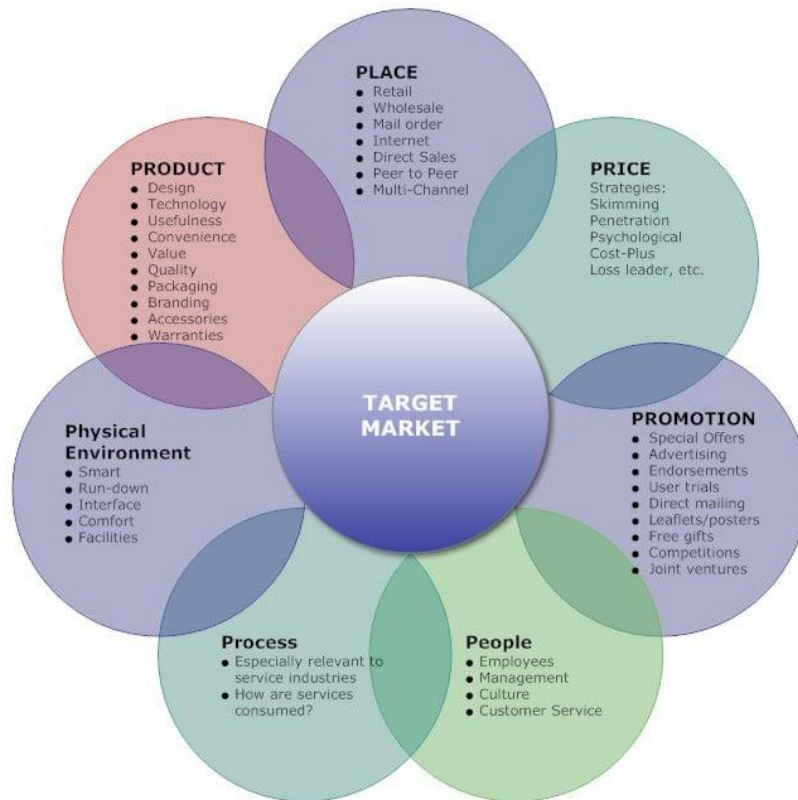 PLACE
● Retail
● Wholesale
● Mail order
● Internet
● Direct Sales
● Peer to Peer
● Multi-Channel
PRODUCT
● Design
● Technology
● Usefulness
● Convenience
● Value
● Quality
● Packaging
● Branding
● Accessories
● Warranties
PRICE
Strategies:
Skimming
Penetration
Psychological
Cost-Plus
Loss leader, etc.
TARGET
MARKET
Physical
Environment
● Smart
● Run-down
● Interface
● Comfort
● Facilities
PROMOTION
● Special Offers
● Advertising
● Endorsements
● User trials
● Direct mailing
● Leaflets/posters
● Free gifts
● Competitions
● Joint ventures
Process
● Especially relevant to
service industries
● How are services
consumed?
People
● Employees
● Management
● Culture
● Customer Service